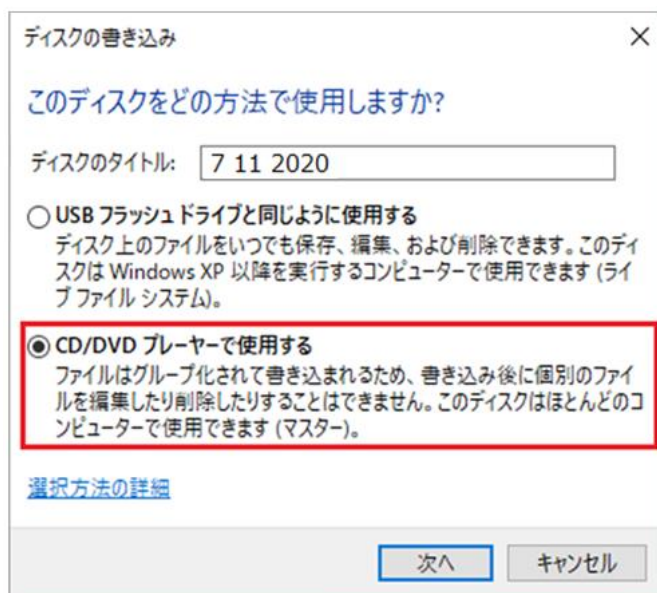 ディスクの書き込み
このディスクをどの方法で使用しますか?
ディスクのタイトル: 7 11 2020
USB フラッシュ ドライブと同じように使用する
ディスク上のファイルをいつでも保存、編集、および削除できます。このディ
スクは Windows XP 以降を実行するコンピューターで使用できます (ライ
ブ ファイル システム)。
CD/DVD プレーヤーで使用する
ファイルはグループ化されて書き込まれるため、書き込み後に個別のファイ
ルを編集したり削除したりすることはできません。このディスクはほとんどのコ
ンピューターで使用できます (マスター)。
選択方法の詳細
次へ キャンセル